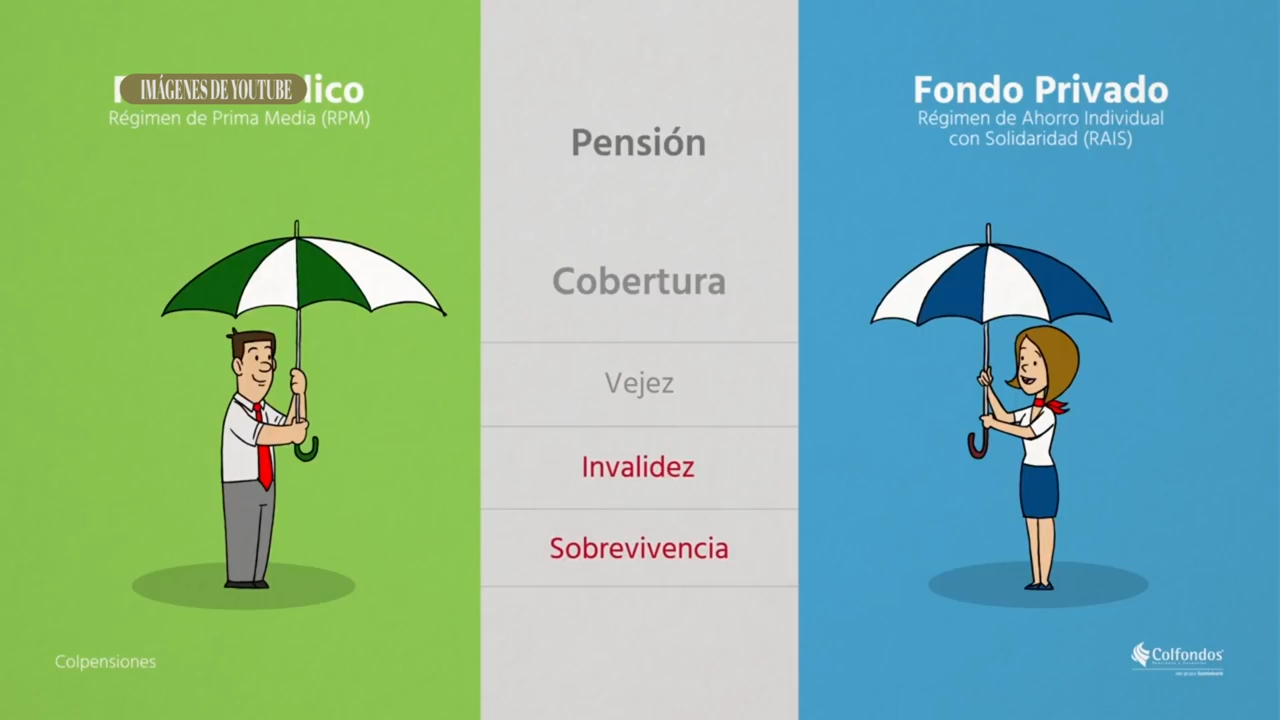 IMÁGENES DE YOUTUBE
lico
Régimen de Prima Media (RPM)
Pensión
Cobertura
Vejez
Invalidez
Sobrevivencia
Fondo Privado
Régimen de Ahorro Individual
con Solidaridad (RAIS)
Colpensiones
Colfondos